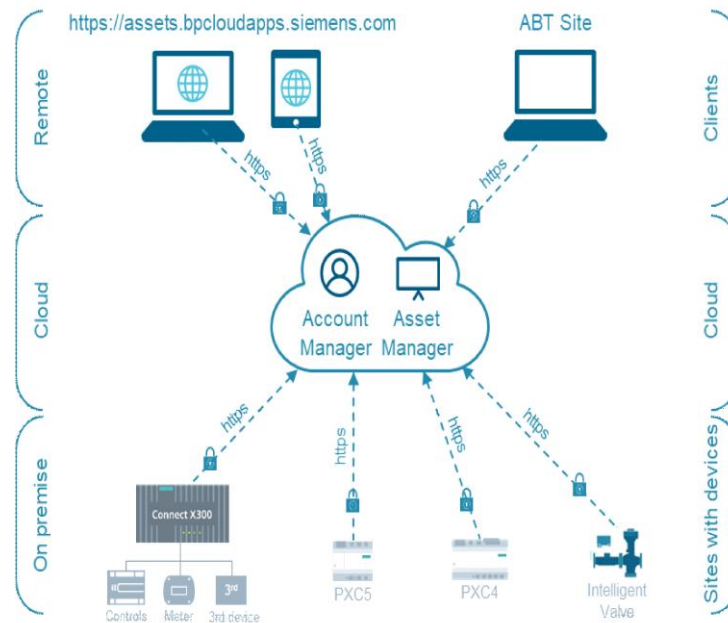 https://assets.bpcloudapps.siemens.com
ABT Site
Remote
Clients
https
https
https
Cloud
Cloud
Account
Manager
Asset
Manager
On premise
Sites with devices
https
https
https
https
Connect X300
Controls
Meter
3rd
3rd device
PXC5
PXC4
Intelligent
Valve